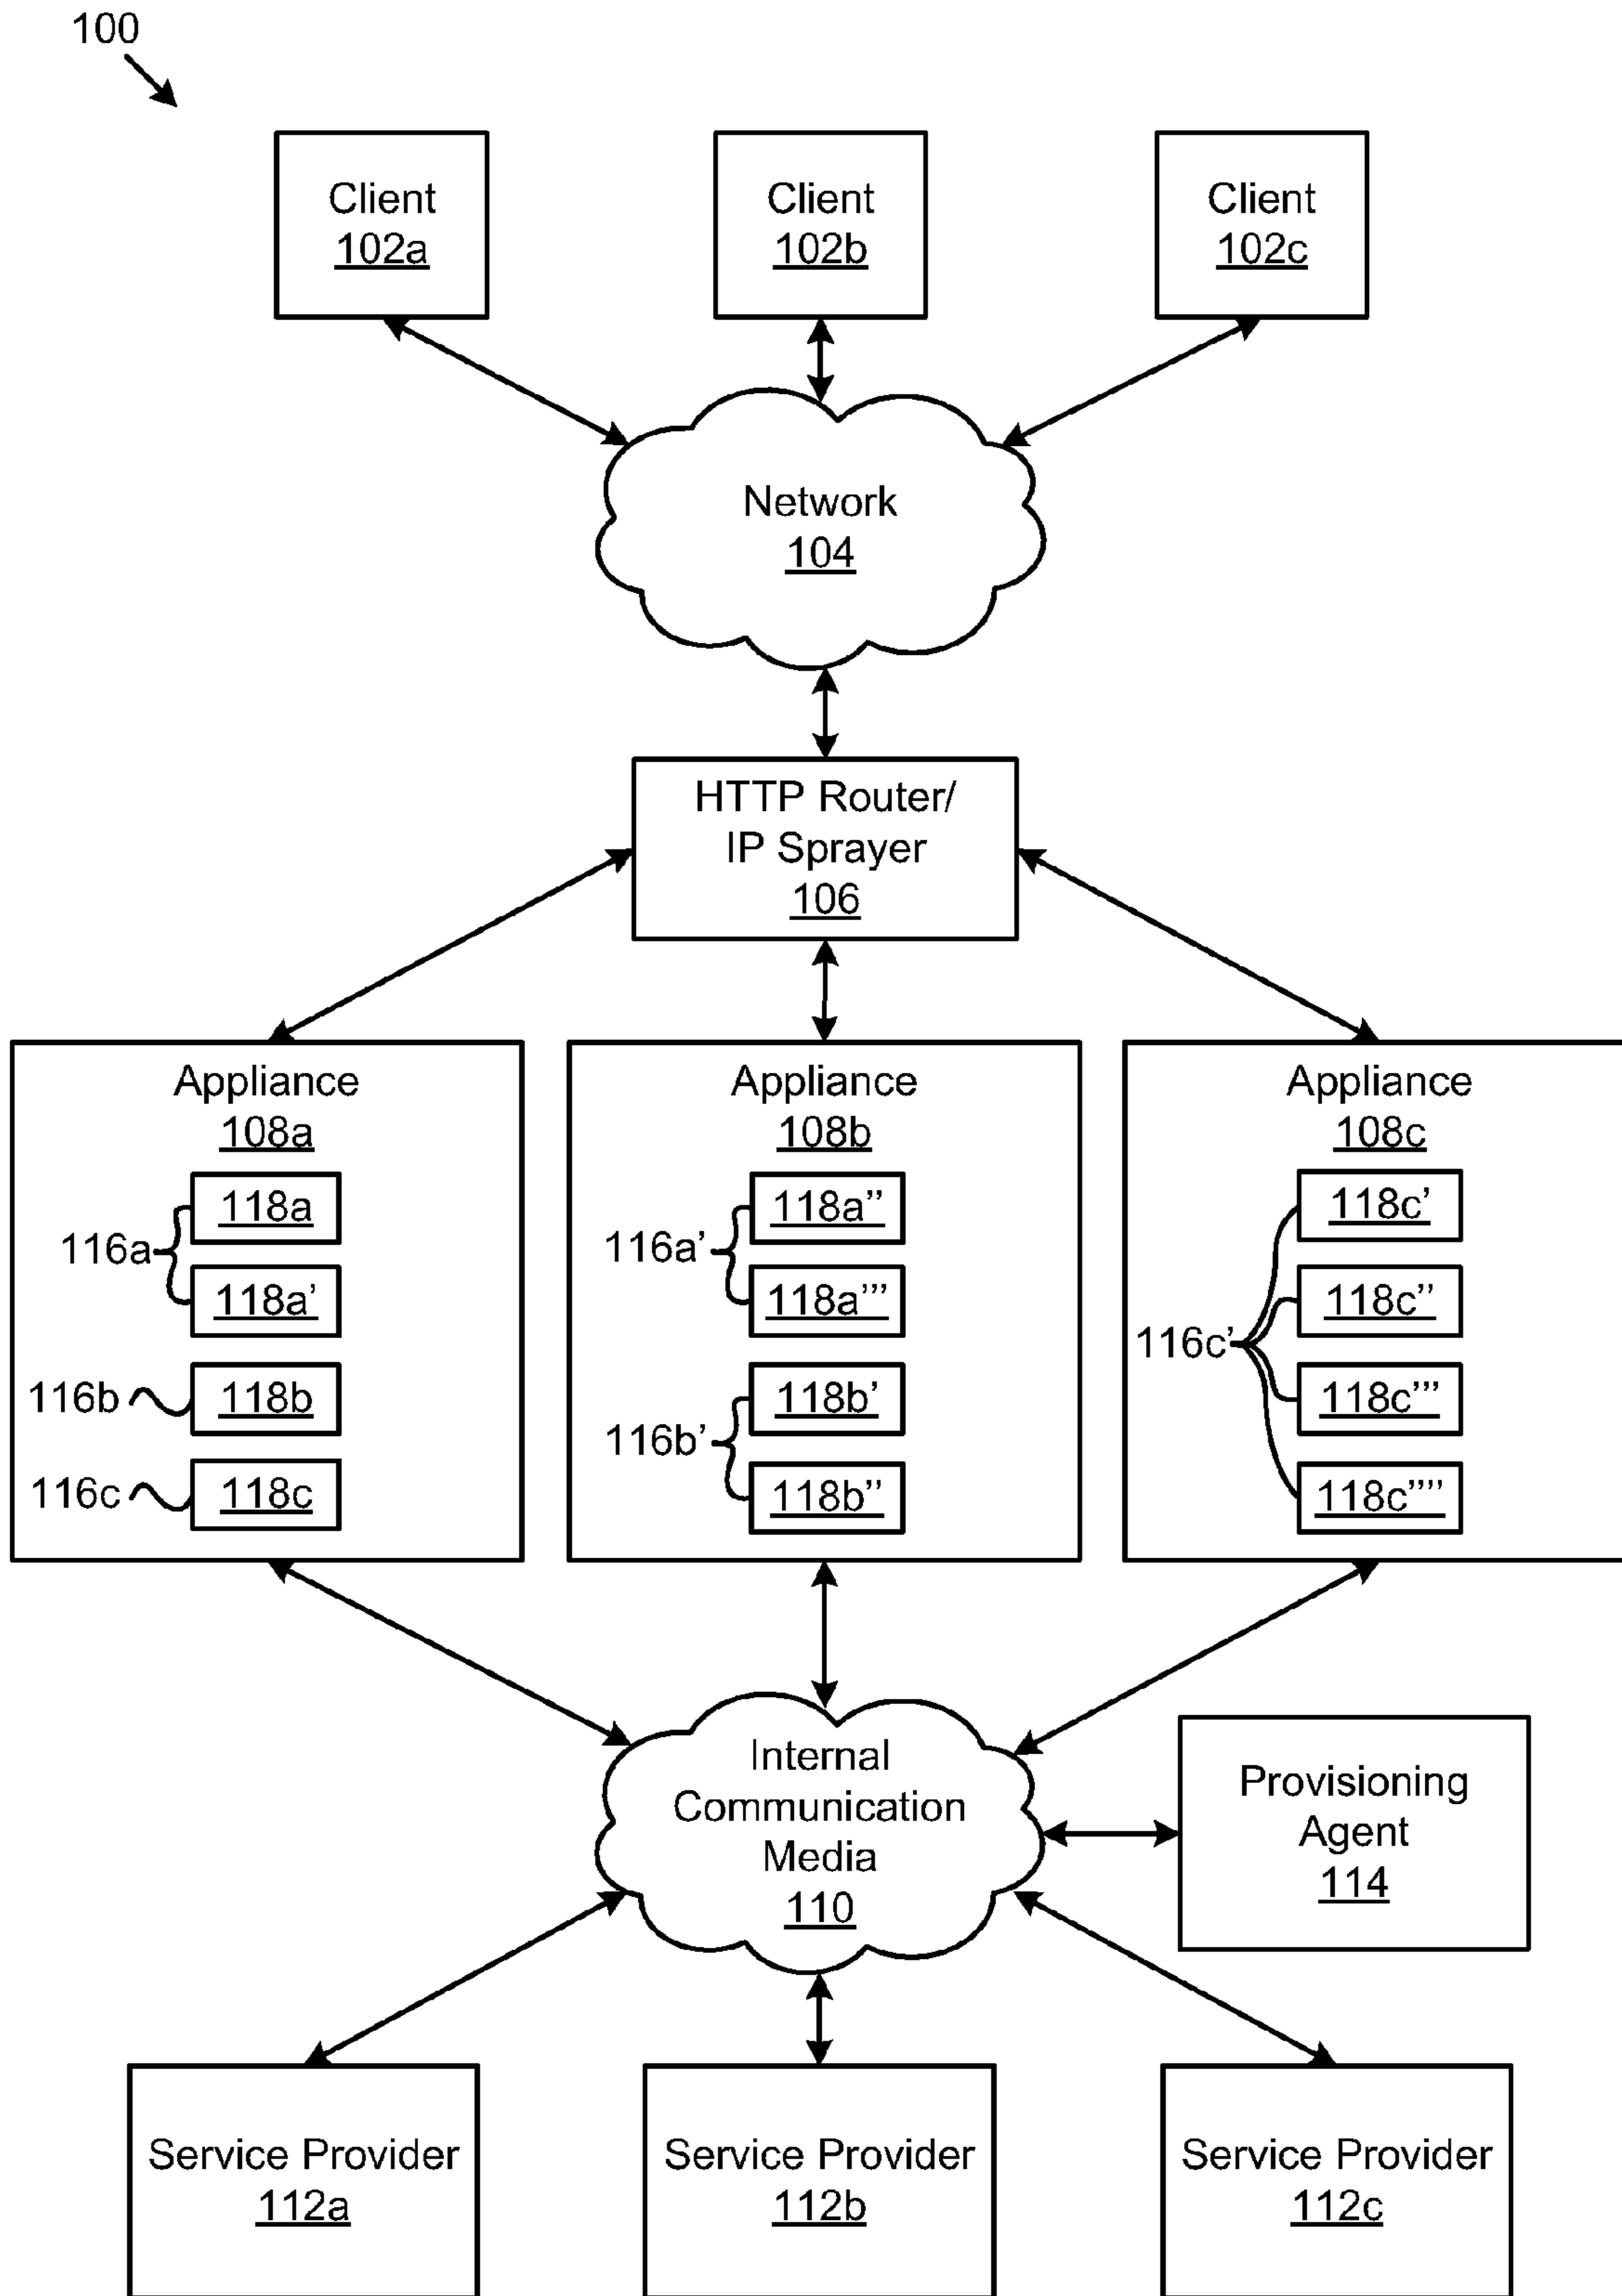 100
Client
102a
Client
102b
Client
102c
Network
104
HTTP Router/
IP Sprayer
106
Appliance
108a
116a
118a
118a’
116b
118b
116c
118c
Appliance
108b
116a’
118a’’
118a’’’
116b’
118b’
118b’’
Appliance
108c
116c’
118c’
118c’’
118c’’’
118c’’’’
Internal
Communication
Media
110
Provisioning
Agent
114
Service Provider
112a
Service Provider
112b
Service Provider
112c